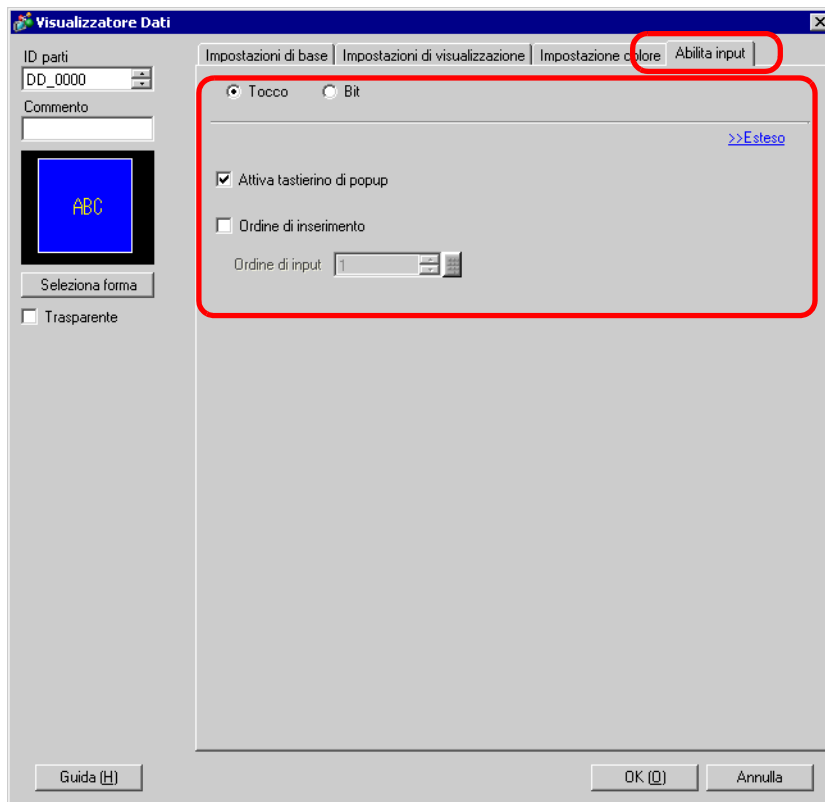 Visualizzatore Dati
ID parti
DD_0000
Commento
ABC
Seleziona forma
Trasparente
Impostazioni di base Impostazioni di visualizzazione Impostazione colore Abilita input
Tocco Bit
>>Esteso
Attiva tastierino di popup
Ordine di inserimento
Ordine di input 1
Guida (H) OK (O) Annulla